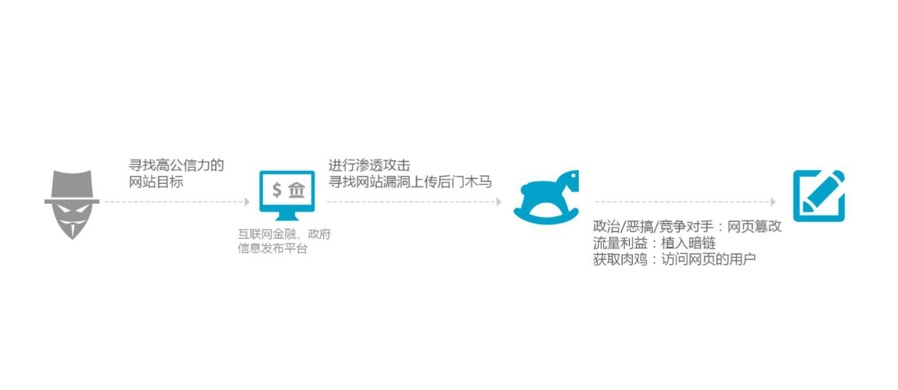 寻找高公信力的
网站目标
$
互联网金融、政府
信息发布平台
进行渗透攻击
寻找网站漏洞上传后门木马
政治/恶搞/竞争对手：网页篡改
流量利益：植入暗链
获取肉鸡：访问网页的用户